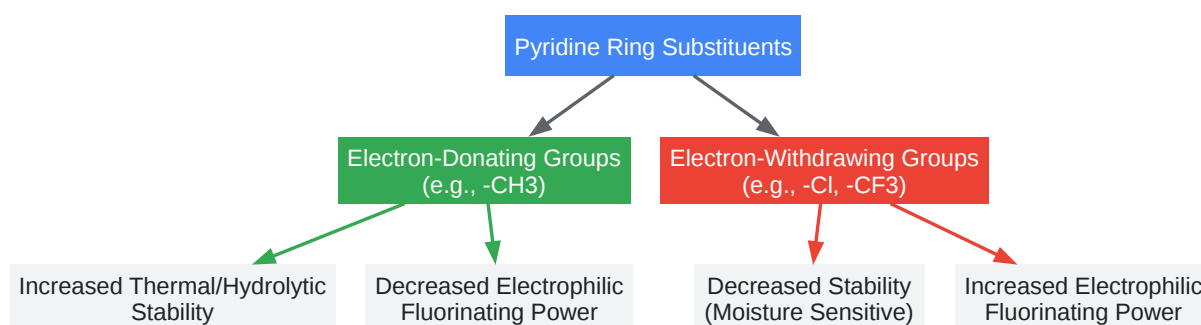 Pyridine Ring Substituents
Electron-Donating Groups
(e.g., -CH3)
Electron-Withdrawing Groups
(e.g., -Cl, -CF3)
Increased Thermal/Hydrolytic
Stability
Decreased Electrophilic
Fluorinating Power
Decreased Stability
(Moisture Sensitive)
Increased Electrophilic
Fluorinating Power